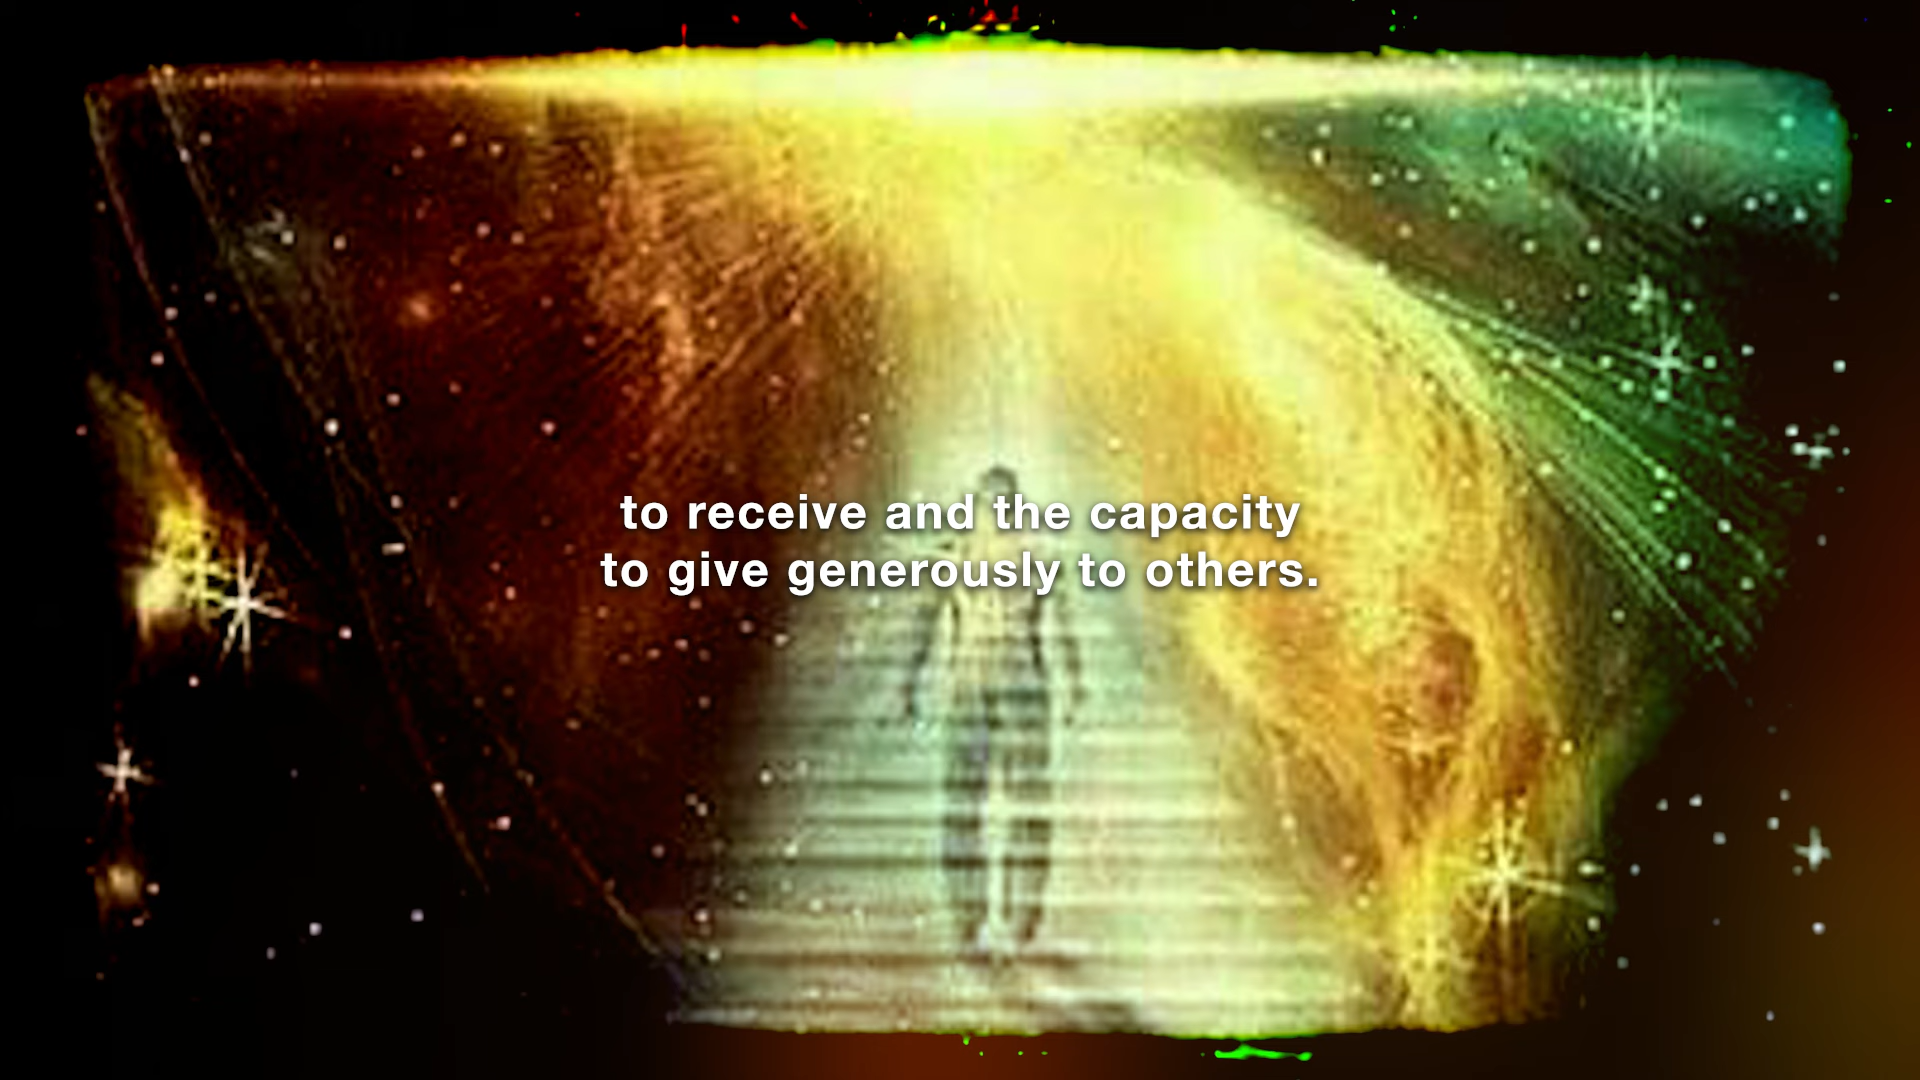 to receive and the capacity
to give generously to others.